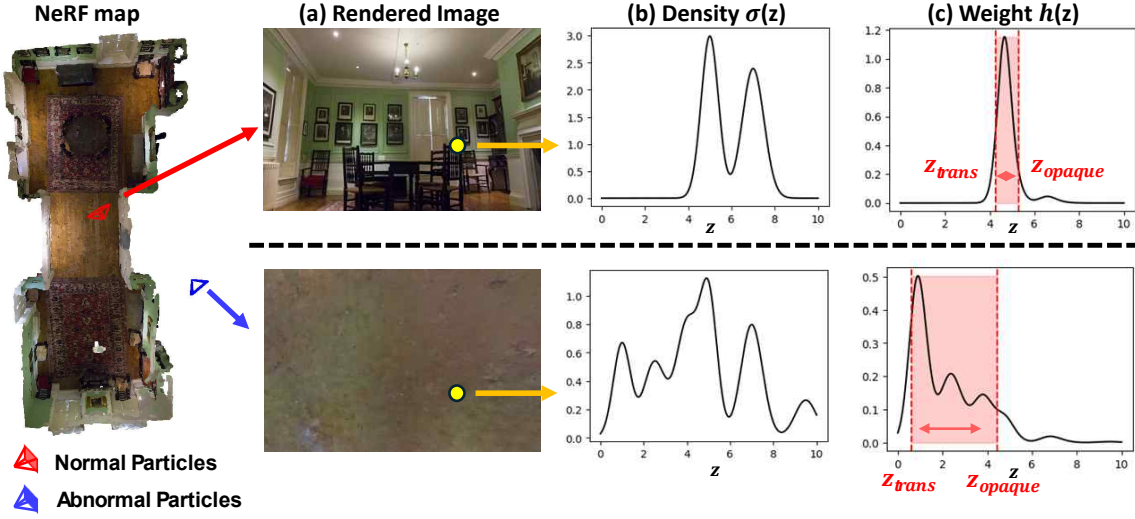 NeRF map
(a) Rendered Image
(b) Density σ(z)
(c) Weight h(z)
3.0
2.5
2.0
1.5
1.0
0.5
0.0
0 2 4 6 8 10
z
1.2
1.0
0.8
0.6
0.4
0.2
0.0
z_trans
z_opaque
0 2 4 6 8 10
z
1.0
0.8
0.6
0.4
0.2
0.0
0 2 4 6 8 10
z
0.5
0.4
0.3
0.2
0.1
0.0
0 2 4 6 8 10
z
z_trans
z_opaque
Normal Particles
Abnormal Particles